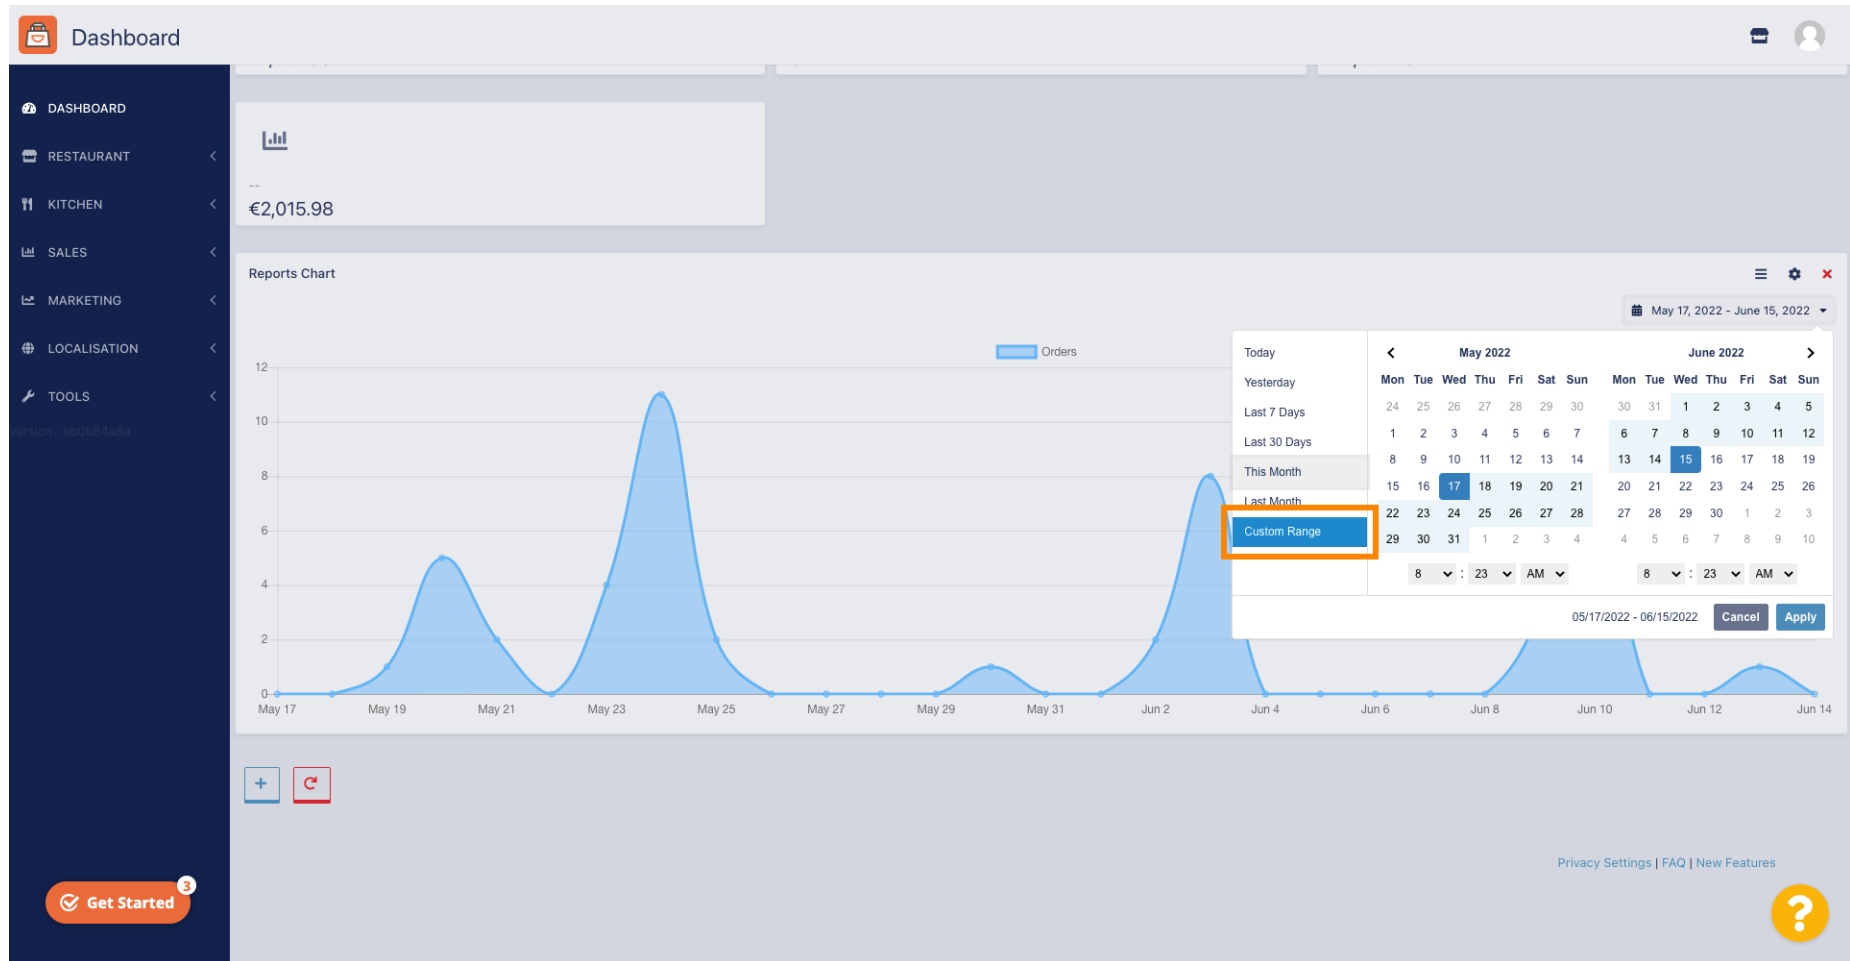 Dashboard
DASHBOARD
RESTAURANT
KITCHEN
SALES
MARKETING
LOCALISATION
TOOLS
Version : eb0b84a8a
--
€2,015.98
Reports Chart
May 17, 2022 - June 15, 2022
Orders
12
10
8
6
4
2
0
May 17 May 19 May 21 May 23 May 25 May 27 May 29 May 31 Jun 2 Jun 4 Jun 6 Jun 8 Jun 10 Jun 12 Jun 14
Today
Yesterday
Last 7 Days
Last 30 Days
This Month
Last Month
Custom Range
May 2022
Mon Tue Wed Thu Fri Sat Sun
24 25 26 27 28 29 30
1 2 3 4 5 6 7
8 9 10 11 12 13 14
15 16 17 18 19 20 21
22 23 24 25 26 27 28
29 30 31 1 2 3 4
8 : 23 AM
June 2022
Mon Tue Wed Thu Fri Sat Sun
30 31 1 2 3 4 5
6 7 8 9 10 11 12
13 14 15 16 17 18 19
20 21 22 23 24 25 26
27 28 29 30 1 2 3
4 5 6 7 8 9 10
8 : 23 AM
05/17/2022 - 06/15/2022 Cancel Apply
Privacy Settings | FAQ | New Features
Get Started
3
?